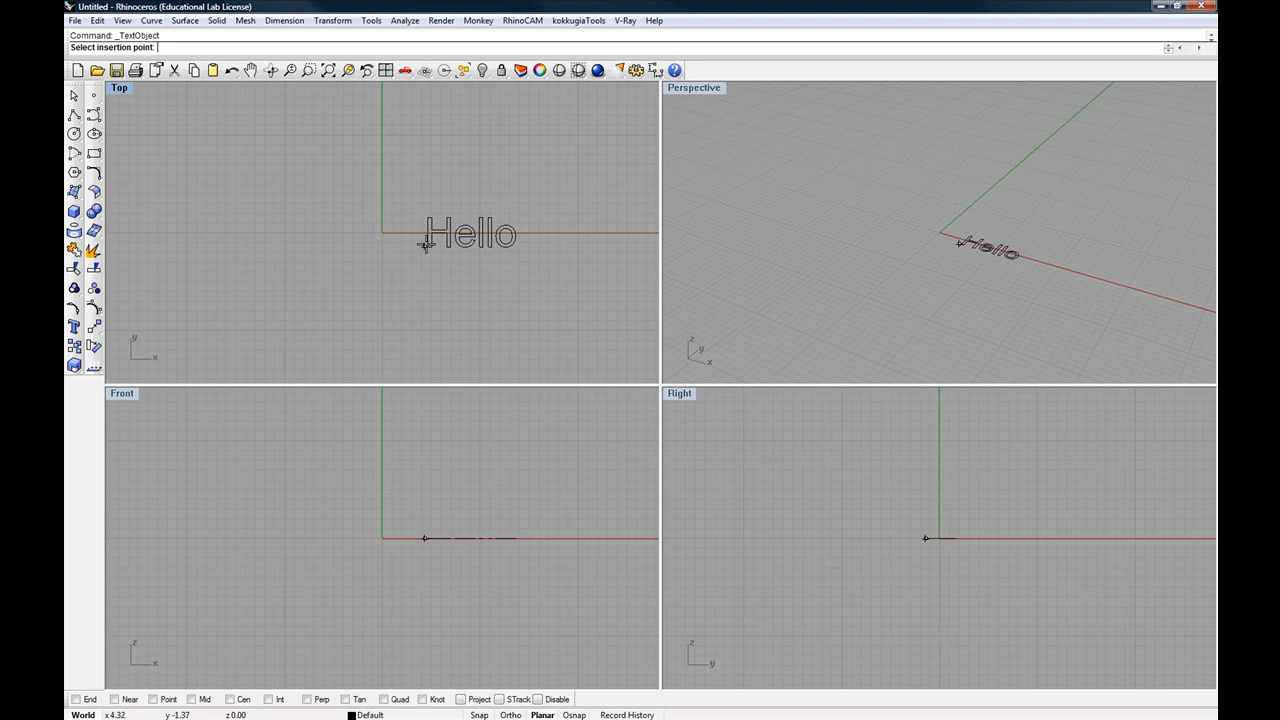 Untitled - Rhinoceros (Educational Lab License)
File Edit View Curve Surface Solid Mesh Dimension Transform Tools Analyze Render Monkey RhinoCAM kokkugiaTools V-Ray Help
Command: _TextObject
Select insertion point:
Top
Perspective
Hello
Hello
y
x
z
y
x
Front
Right
z
x
z
y
End Near Point Mid Cen Int Perp Tan Quad Knot Project STrack Disable
World x 4.32 y -1.37 z 0.00 Default Snap Ortho Planar Osnap Record History